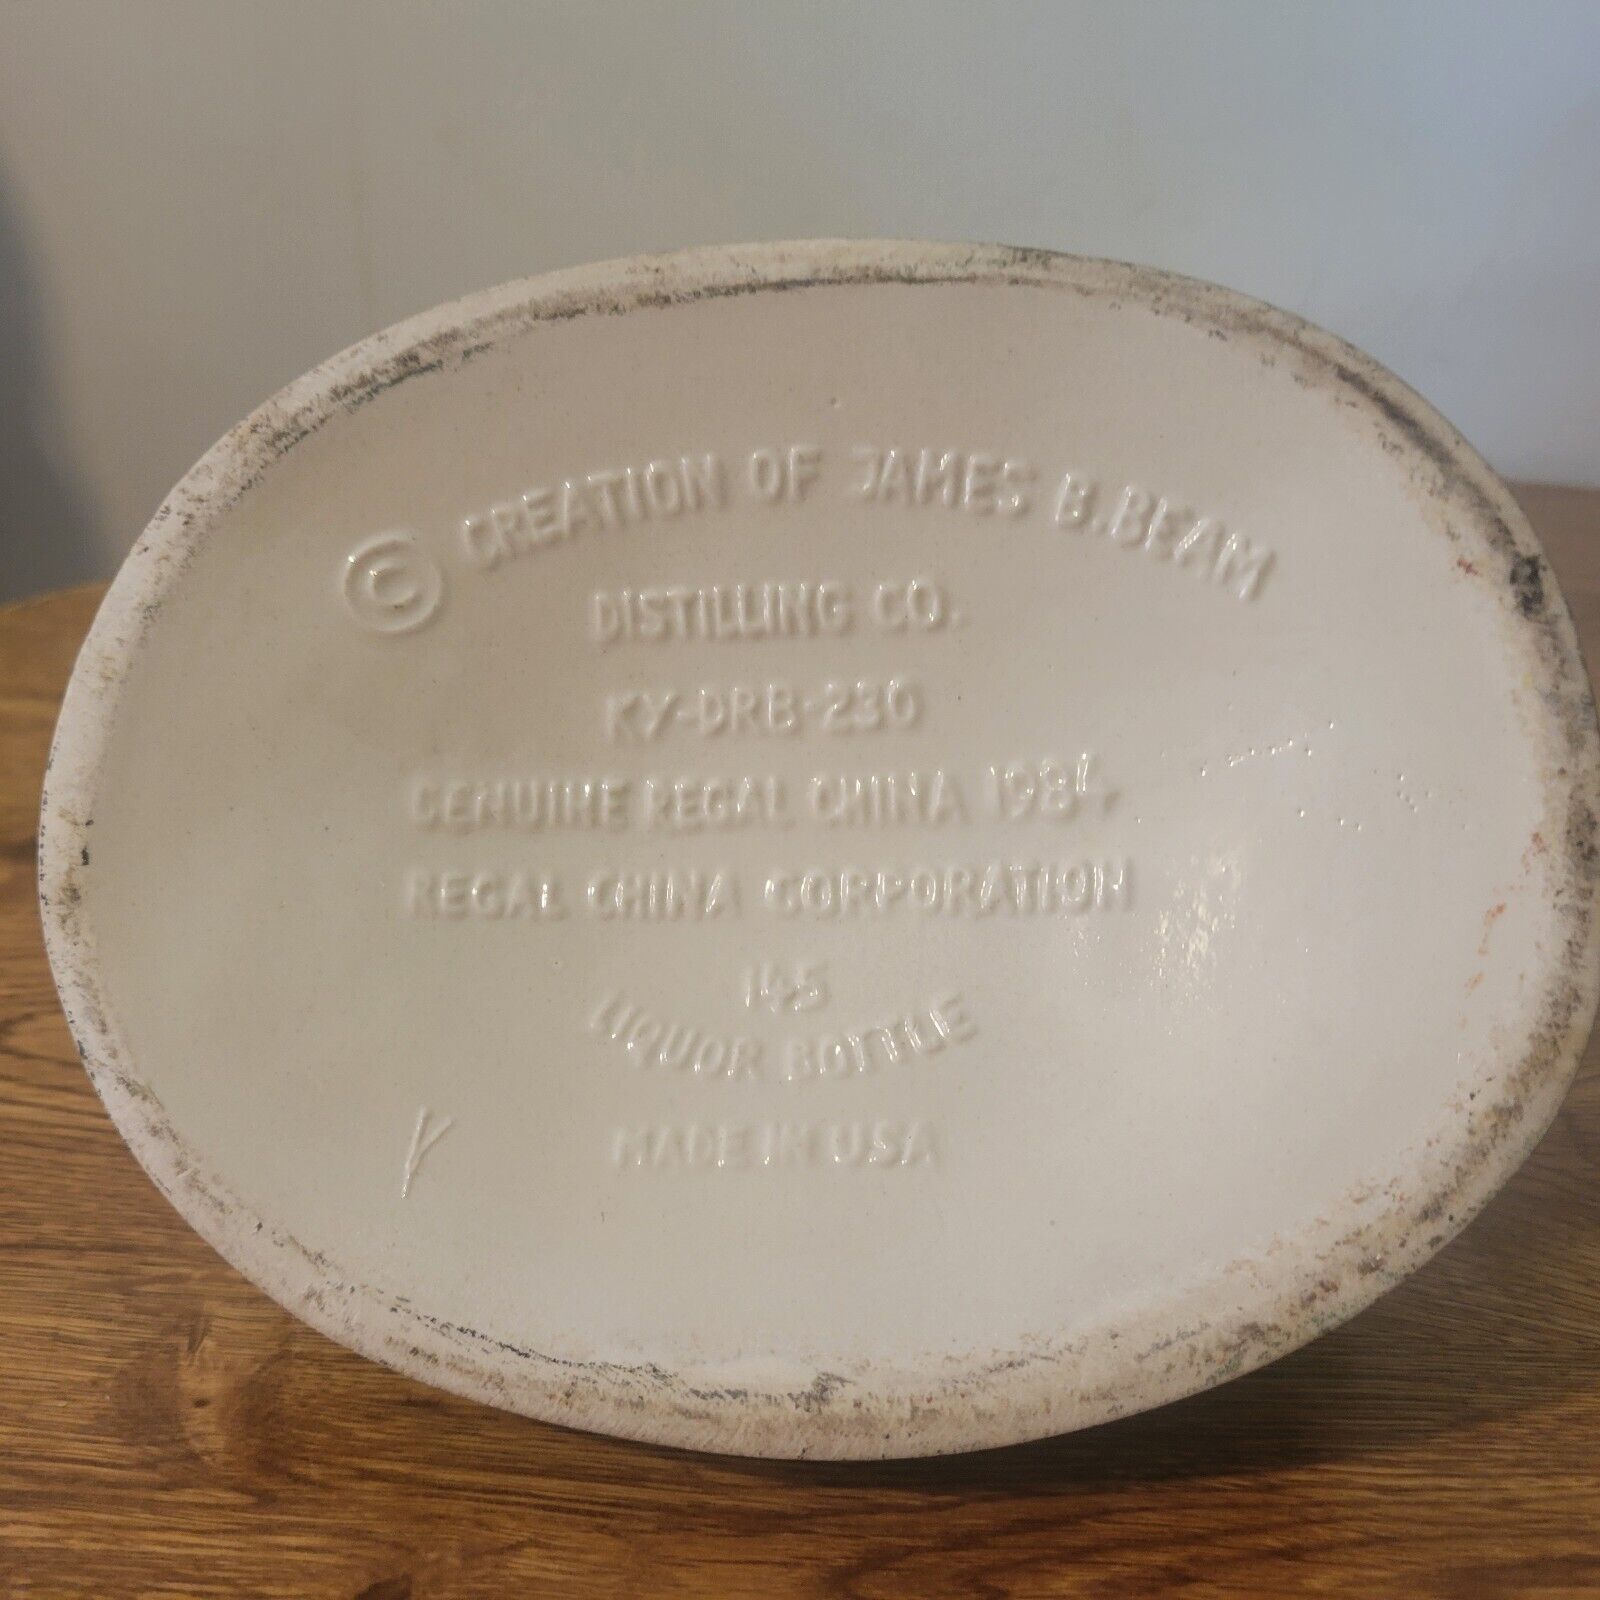 © CREATION OF JAMES B. BEAM
DISTILLING CO.
KY-DRB-230
GENUINE REGAL CHINA 1984
REGAL CHINA CORPORATION
145
LIQUOR BOTTLE
MADE IN USA
Y